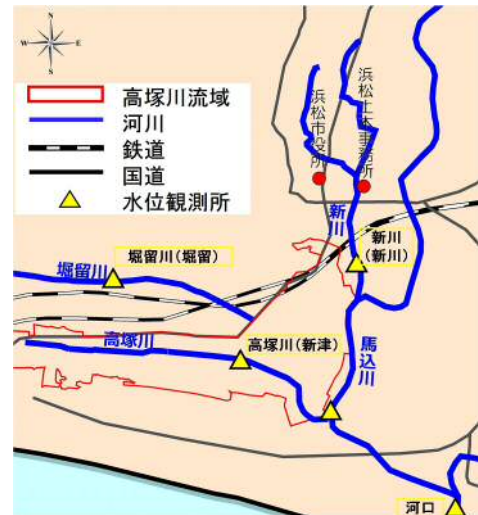 N
W
E
S
高塚川流域
河川
鉄道
国道
水位観測所
浜松市役所
浜松土木事務所
新川
新川
(新川)
堀留川(堀留)
堀留川
高塚川
高塚川(新津)
馬込川
河口